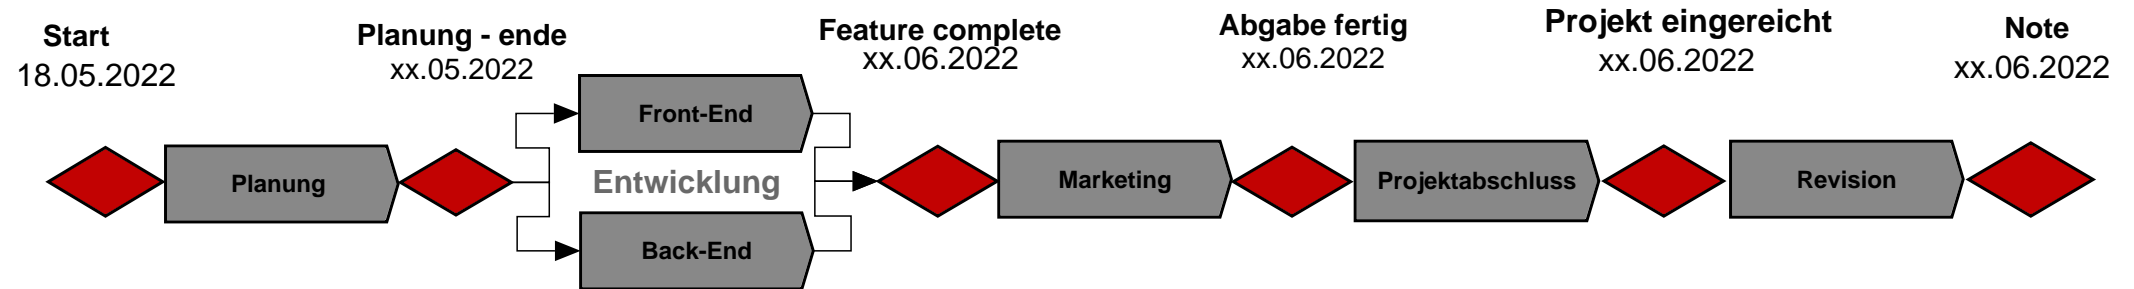 Start
18.05.2022
Planung - ende
xx.05.2022
Feature complete
xx.06.2022
Abgabe fertig
xx.06.2022
Projekt eingereicht
xx.06.2022
Note
xx.06.2022
Planung
Front-End
Entwicklung
Back-End
Marketing
Projektabschluss
Revision